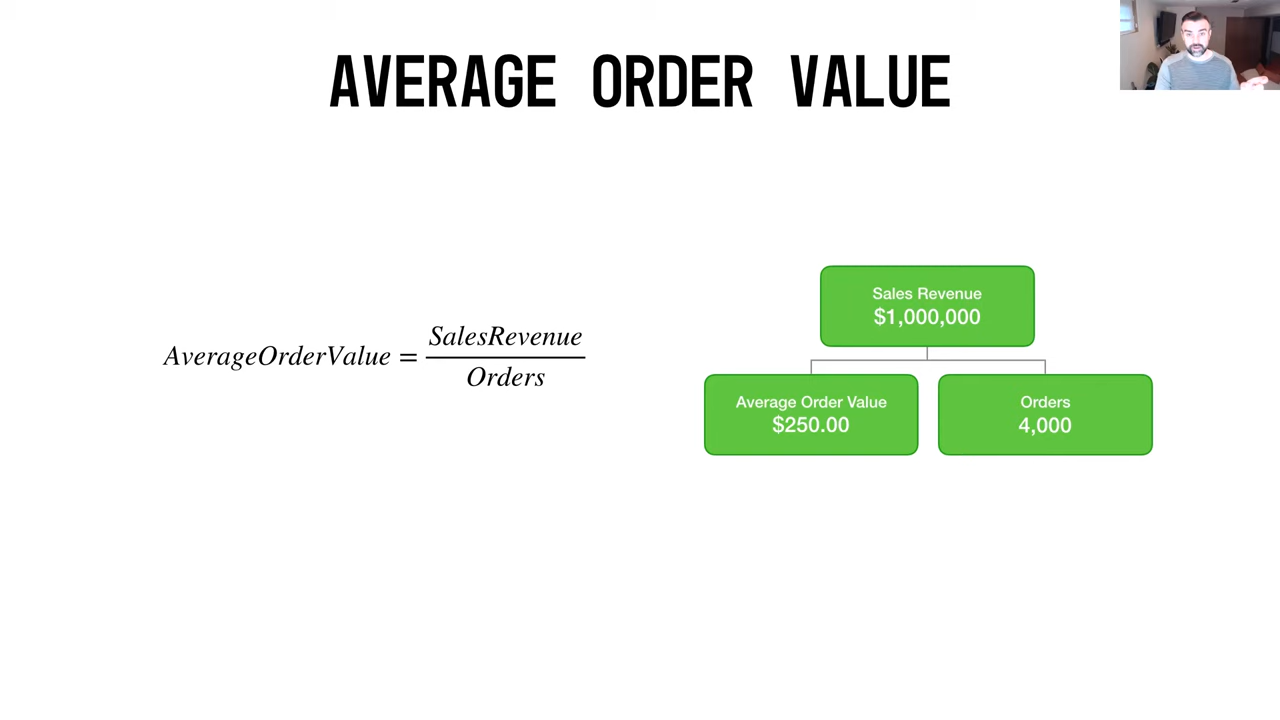 AVERAGE ORDER VALUE
AverageOrderValue = SalesRevenue / Orders
Sales Revenue
$1,000,000
Average Order Value
$250.00
Orders
4,000